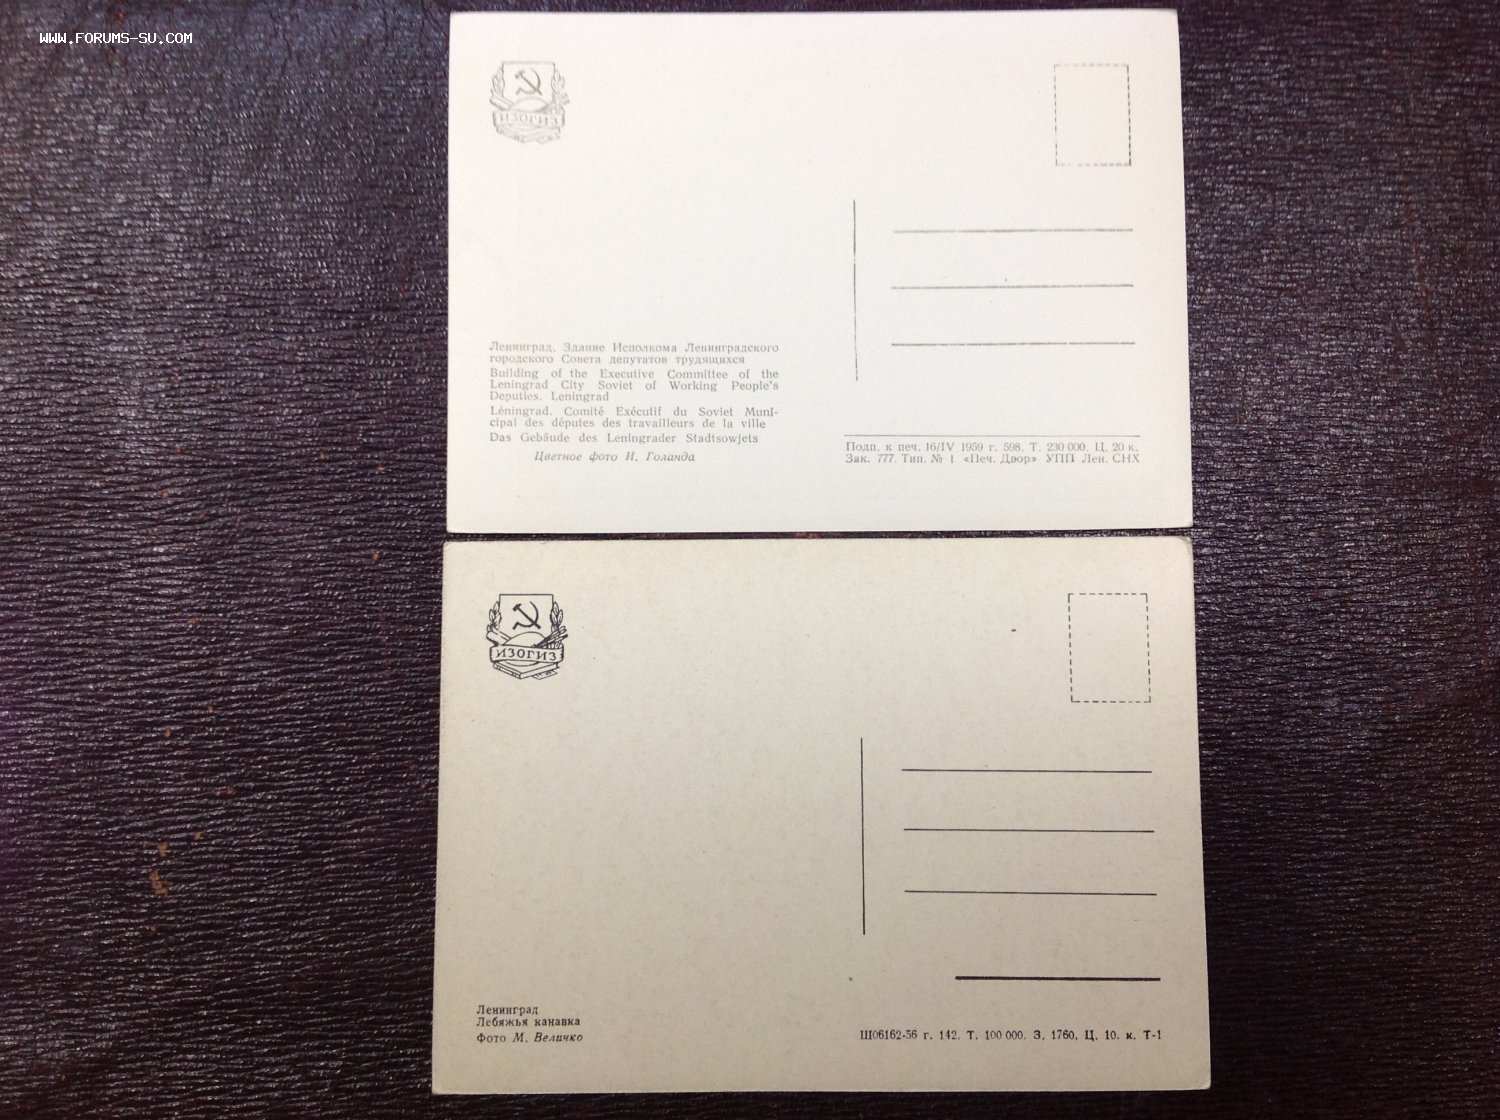 WWW.FORUMS-SU.COM
ИЗОГИЗ
Ленинград. Здание Исполкома Ленинградского
городского Совета депутатов трудящихся
Building of the Executive Committee of the
Leningrad City Soviet of Working People's
Deputies. Leningrad
Léningrad. Comité Exécutif du Soviet Muni-
cipal des députes des travailleurs de la ville
Das Gebäude des Leningrader Stadtsowjets
Цветное фото И. Голанда
Подп. к печ. 16/IV 1959 г. 598. Т. 230 000. Ц. 20 к.
Зак. 777. Тип. № 1 «Печ. Двор» УПП Лен. СНХ
ИЗОГИЗ
Ленинград
Лебяжья канавка
Фото М. Величко
Ш06162-56 г. 142. Т. 100 000. З. 1760. Ц. 10. к. Т-1